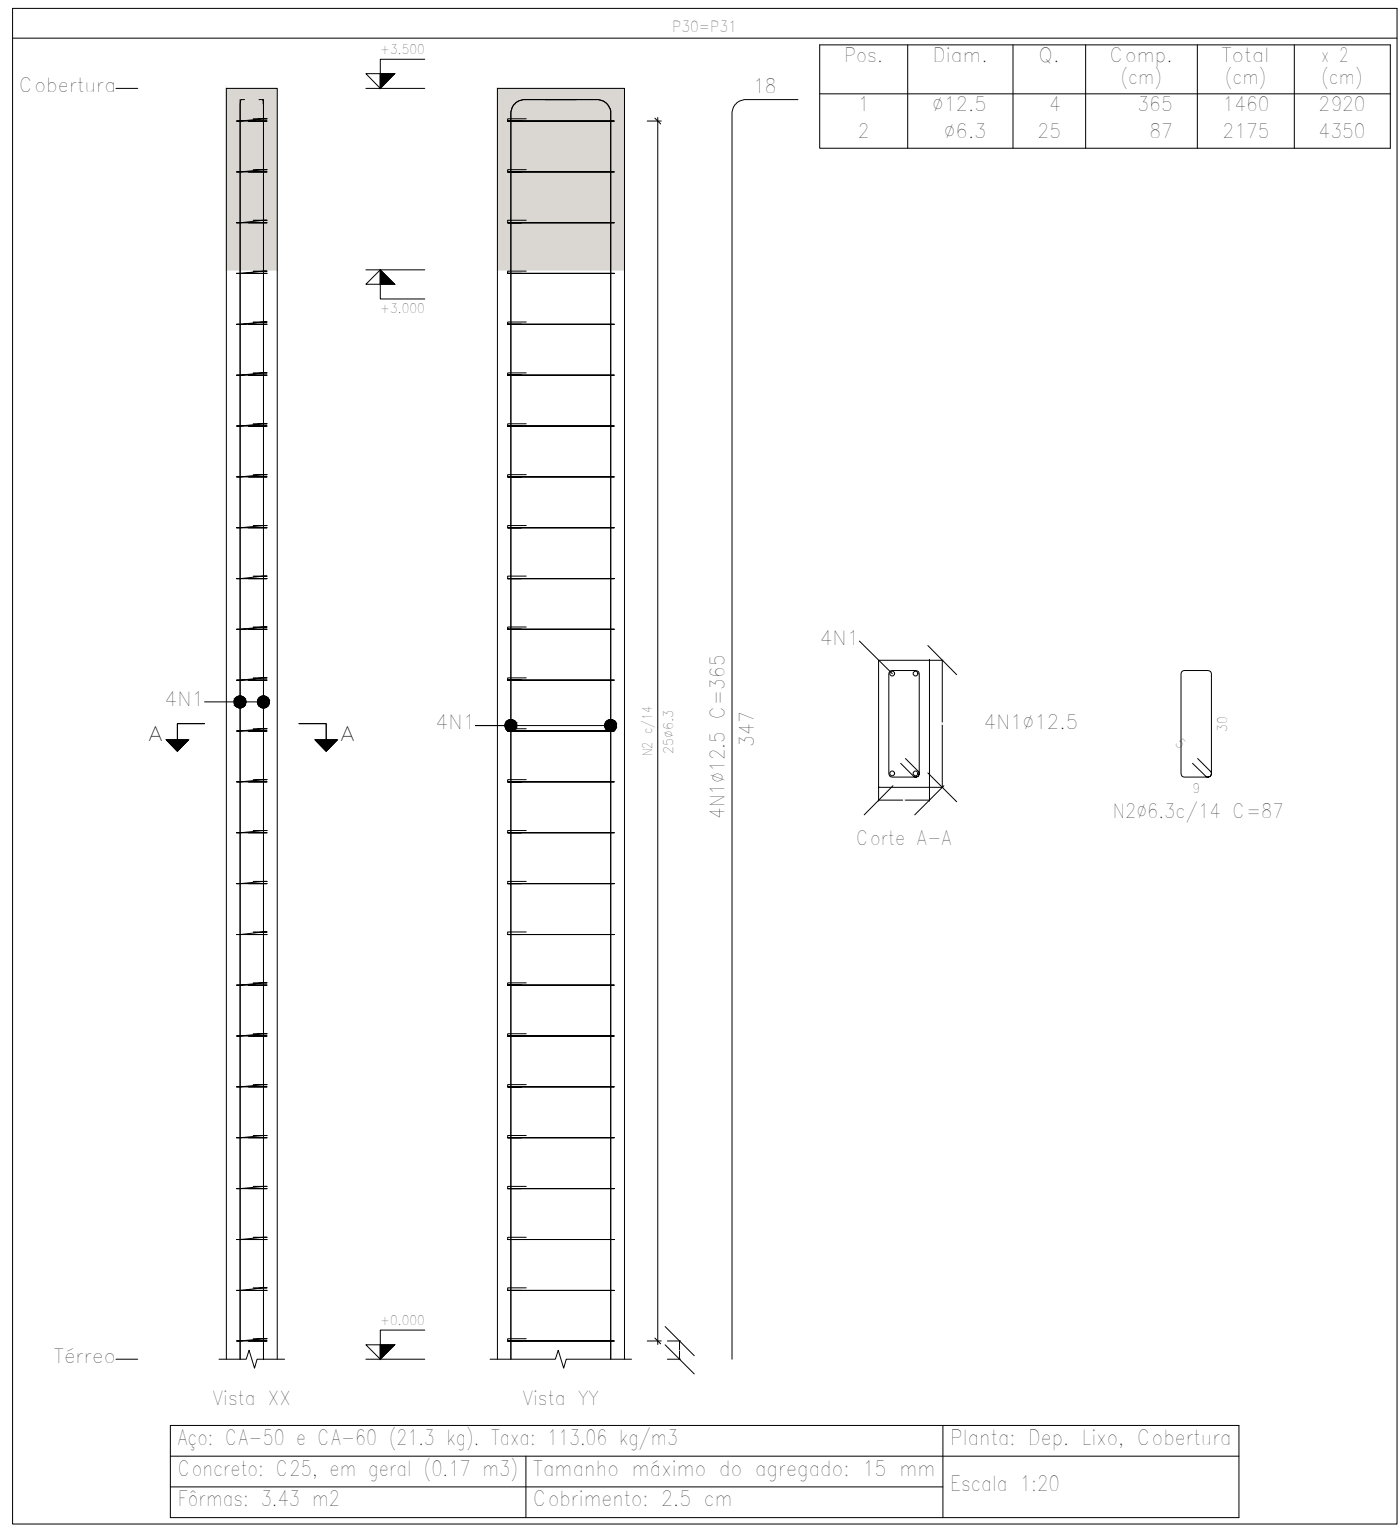 P30=P31
Cobertura
+3.500
+3.000
18
Pos. Diam. Q. Comp. (cm) Total (cm) x 2 (cm)
1 ø12.5 4 365 1460 2920
2 ø6.3 25 87 2175 4350
4N1
A A
4N1
N2 c/14
25ø6.3
4N1ø12.5 C=365
347
4N1
4N1ø12.5
Corte A-A
30
5
9
N2ø6.3c/14 C=87
+0.000
Térreo
Vista XX
Vista YY
Aço: CA-50 e CA-60 (21.3 kg). Taxa: 113.06 kg/m3
Planta: Dep. Lixo, Cobertura
Concreto: C25, em geral (0.17 m3) Tamanho máximo do agregado: 15 mm
Escala 1:20
Fôrmas: 3.43 m2 Cobrimento: 2.5 cm